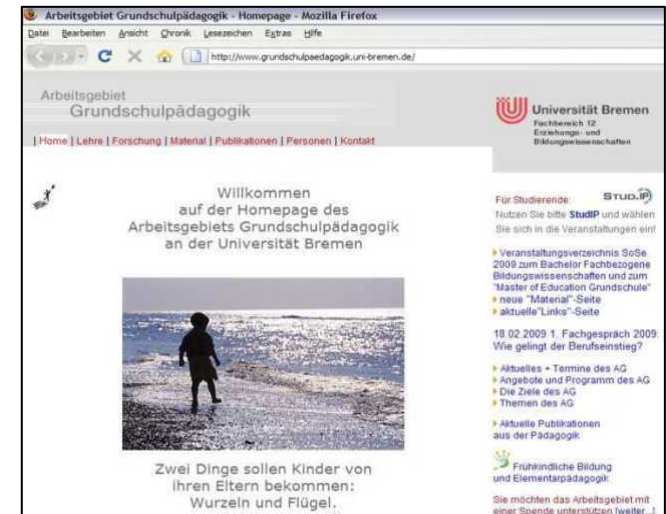 Arbeitsgebiet Grundschulpädagogik - Homepage - Mozilla Firefox
Datei Bearbeiten Ansicht Chronik Lesezeichen Extras Hilfe
http://www.grundschulpaedagogik.uni-bremen.de/
Arbeitsgebiet
Grundschulpädagogik
| Home | Lehre | Forschung | Material | Publikationen | Personen | Kontakt
Universität Bremen
Fachbereich 12
Erziehungs- und
Bildungswissenschaften
Willkommen
auf der Homepage des
Arbeitsgebiets Grundschulpädagogik
an der Universität Bremen
Zwei Dinge sollen Kinder von
ihren Eltern bekommen:
Wurzeln und Flügel.
Für Studierende: STUD.IP
Nutzen Sie bitte StudIP und wählen
Sie sich in die Veranstaltungen ein!
Veranstaltungsverzeichnis SoSe
2009 zum Bachelor Fachbezogene
Bildungswissenschaften und zum
"Master of Education Grundschule"
neue "Material"-Seite
aktuelle"Links"-Seite
18.02.2009 1. Fachgespräch 2009:
Wie gelingt der Berufseinstieg?
Aktuelles + Termine des AG
Angebote und Programm des AG
Die Ziele des AG
Themen des AG
Aktuelle Publikationen
aus der Pädagogik
Frühkindliche Bildung
und Elementarpädagogik
Sie möchten das Arbeitsgebiet mit
einer Spende unterstützen [weiter...]